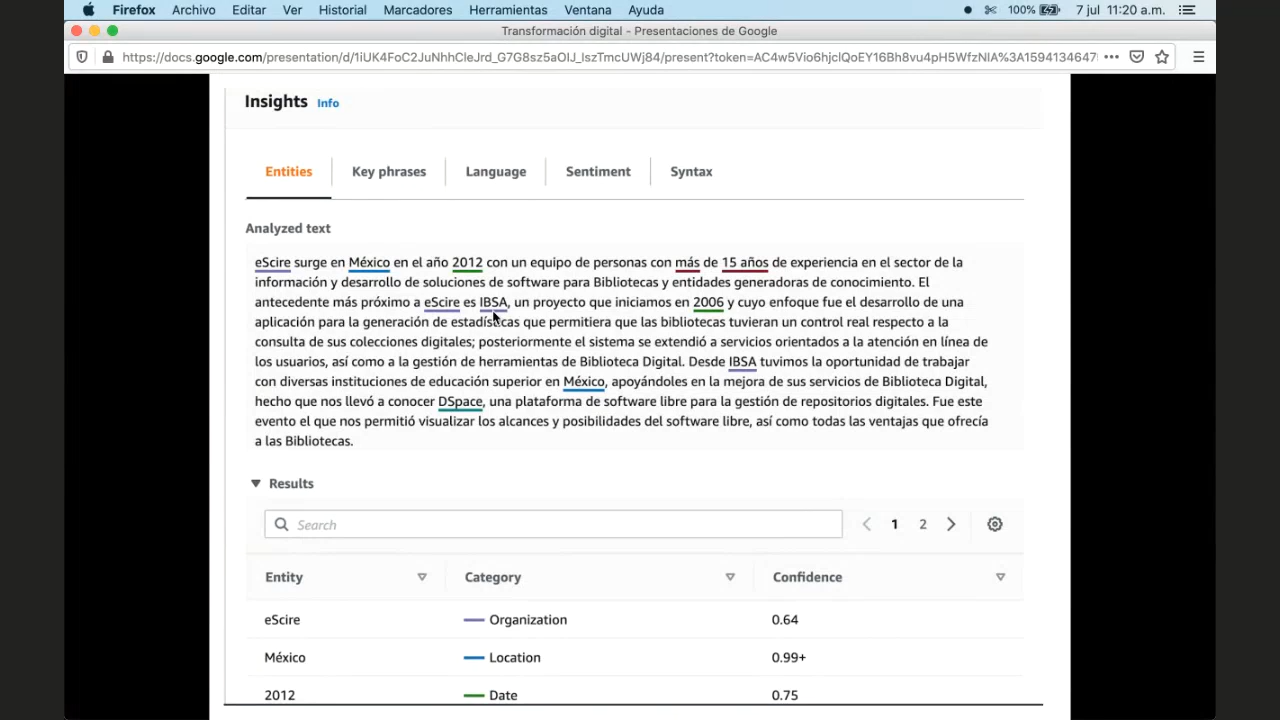 Firefox Archivo Editar Ver Historial Marcadores Herramientas Ventana Ayuda 100% 7 jul 11:20 a.m.
Transformación digital - Presentaciones de Google
Insights Info
Entities Key phrases Language Sentiment Syntax
Analyzed text
eScire surge en México en el año 2012 con un equipo de personas con más de 15 años de experiencia en el sector de la
información y desarrollo de soluciones de software para Bibliotecas y entidades generadoras de conocimiento. El
antecedente más próximo a eScire es IBSA, un proyecto que iniciamos en 2006 y cuyo enfoque fue el desarrollo de una
aplicación para la generación de estadísticas que permitiera que las bibliotecas tuvieran un control real respecto a la
consulta de sus colecciones digitales; posteriormente el sistema se extendió a servicios orientados a la atención en línea de
los usuarios, así como a la gestión de herramientas de Biblioteca Digital. Desde IBSA tuvimos la oportunidad de trabajar
con diversas instituciones de educación superior en México, apoyándoles en la mejora de sus servicios de Biblioteca Digital,
hecho que nos llevó a conocer DSpace, una plataforma de software libre para la gestión de repositorios digitales. Fue este
evento el que nos permitió visualizar los alcances y posibilidades del software libre, así como todas las ventajas que ofrecía
a las Bibliotecas.
Results
Search 1 2
Entity Category Confidence
eScire Organization 0.64
México Location 0.99+
2012 Date 0.75